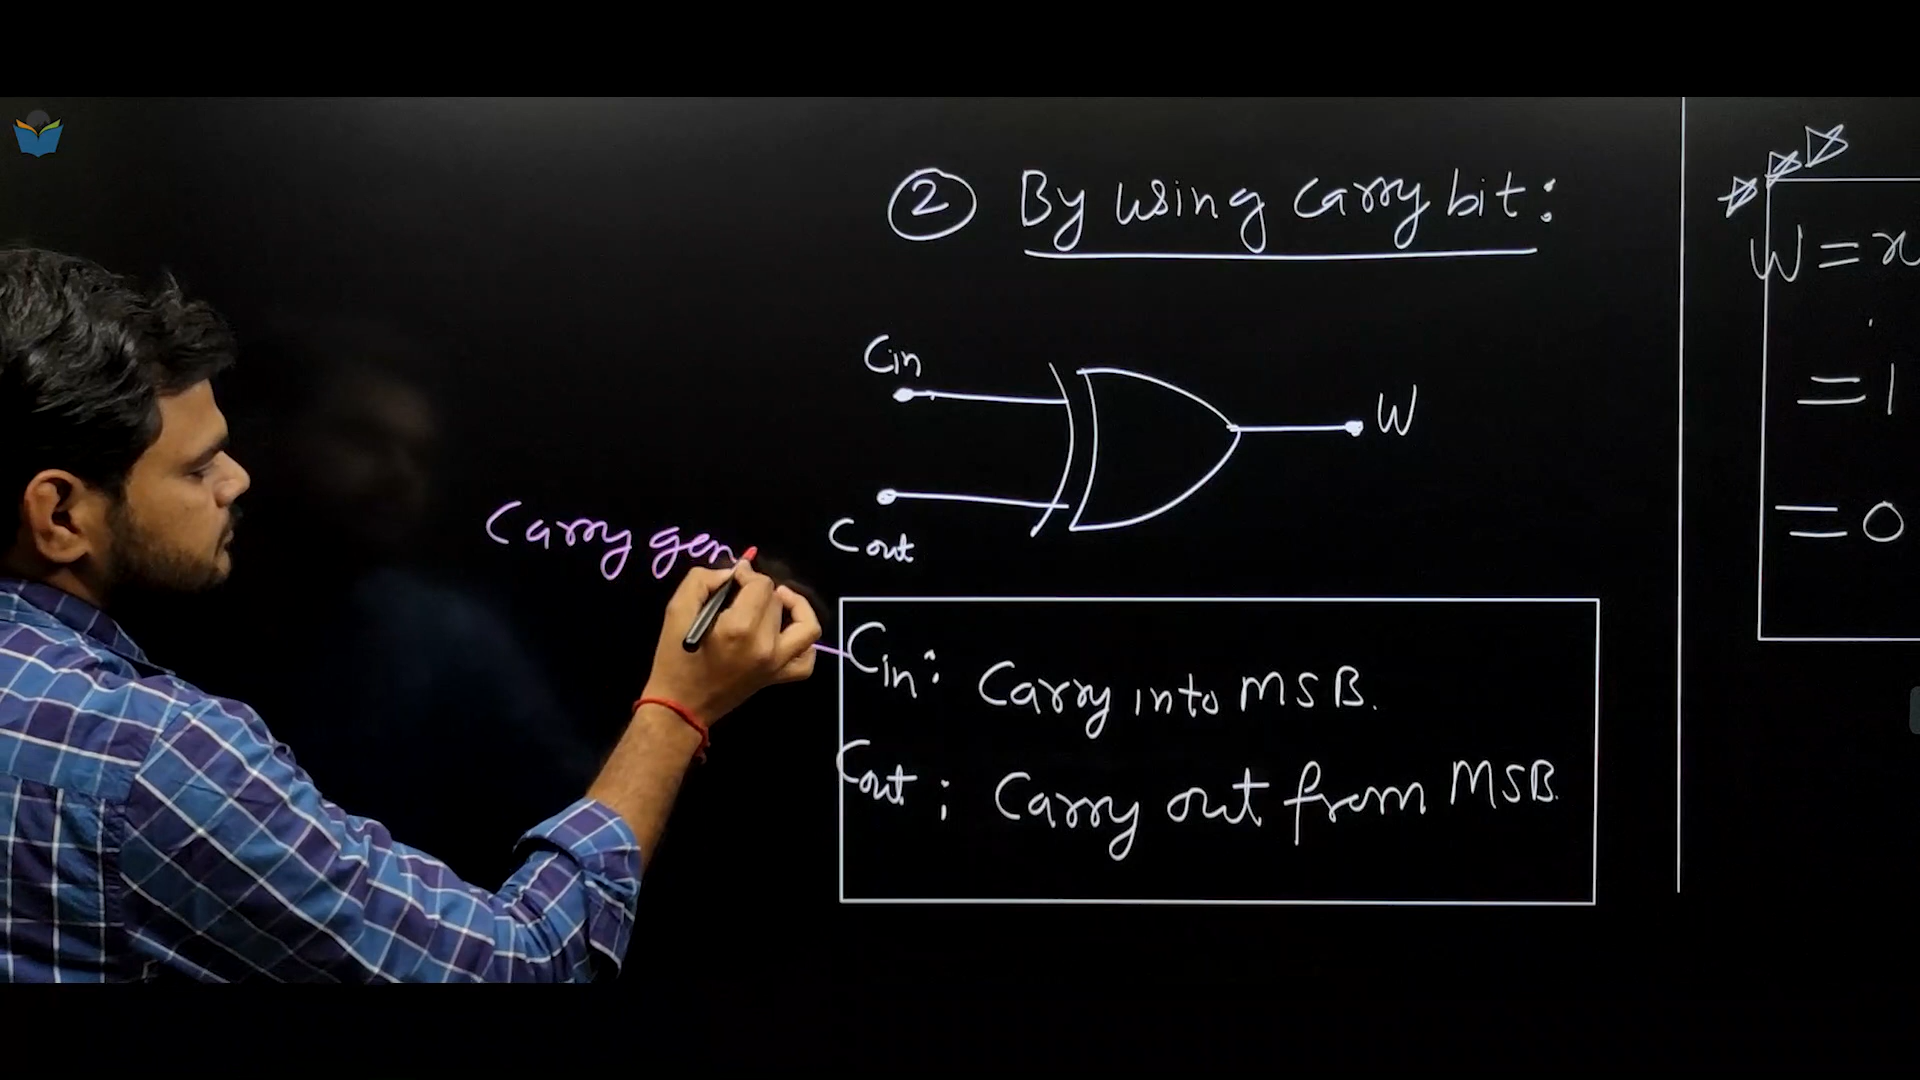 ② By using carry bit:
Cin
W
Carry gen
Cout
Cin: Carry into MSB.
Cout: Carry out from MSB.
W = x
= 1
= 0